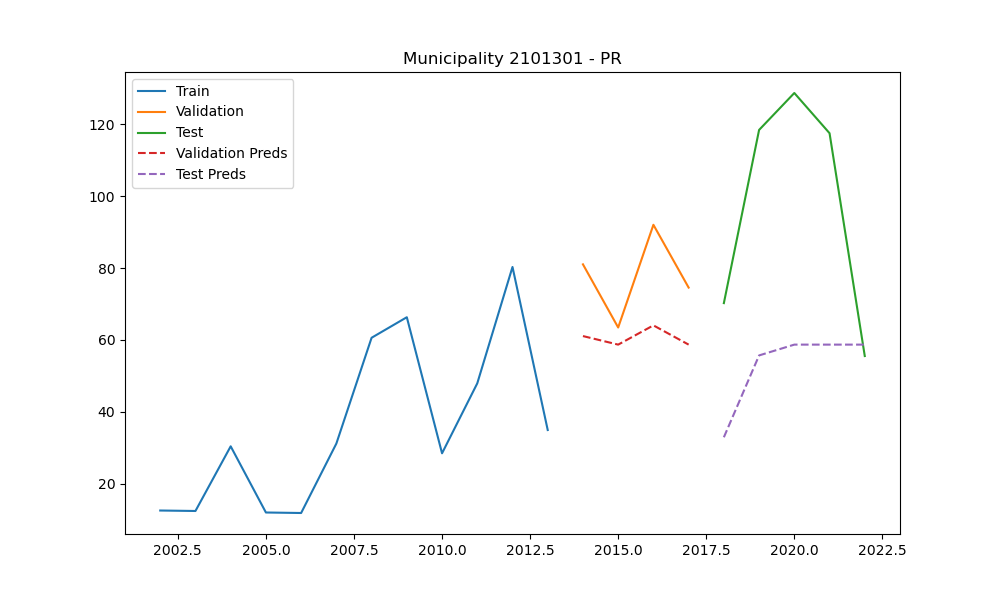 Municipality 2101301 - PR
Train
Validation
Test
Validation Preds
Test Preds
120
100
80
60
40
20
2002.5 2005.0 2007.5 2010.0 2012.5 2015.0 2017.5 2020.0 2022.5